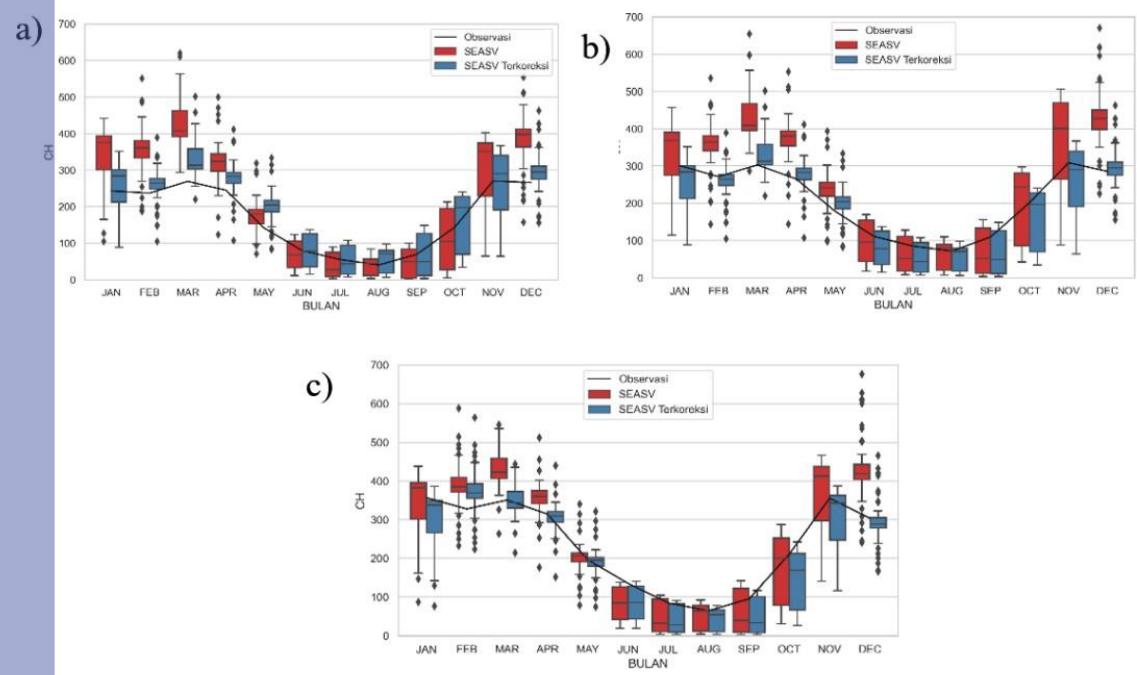 a)
700
600
500
400
300
200
100
0
CH
Observasi
SEASV
SEASV Terkoreksi
JAN FEB MAR APR MAY JUN JUL AUG SEP OCT NOV DEC
BULAN
b)
700
600
500
400
300
200
100
0
Observasi
SEASV
SEASV Terkoreksi
JAN FEB MAR APR MAY JUN JUL AUG SEP OCT NOV DEC
BULAN
c)
700
600
500
400
300
200
100
0
CH
Observasi
SEASV
SEASV Terkoreksi
JAN FEB MAR APR MAY JUN JUL AUG SEP OCT NOV DEC
BULAN